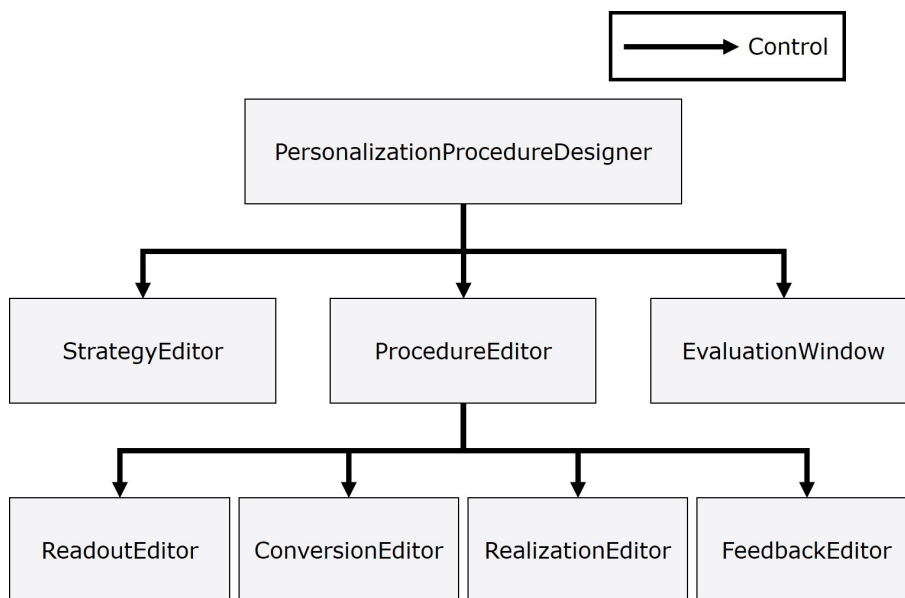 Control
PersonalizationProcedureDesigner
StrategyEditor
ProcedureEditor
EvaluationWindow
ReadoutEditor
ConversionEditor
RealizationEditor
FeedbackEditor